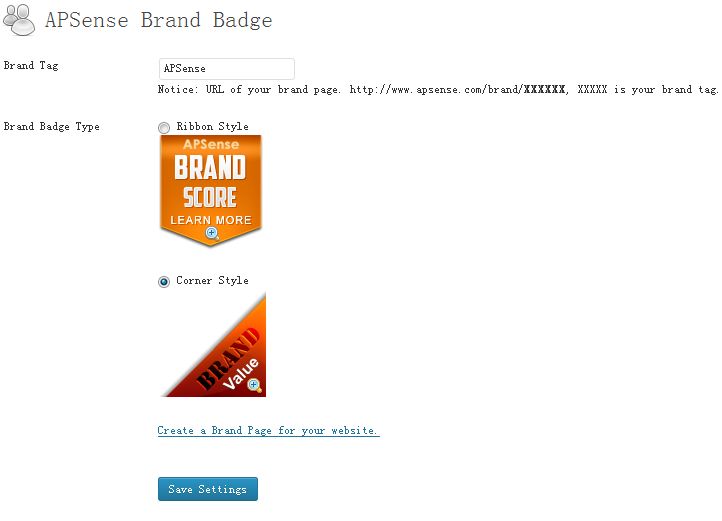 APSense Brand Badge
Brand Tag
APSense
Notice: URL of your brand page. http://www.apsense.com/brand/XXXXXX, XXXXX is your brand tag.
Brand Badge Type
Ribbon Style
APSense
BRAND
SCORE
LEARN MORE
Corner Style
BRAND
Value
Create a Brand Page for your website.
Save Settings